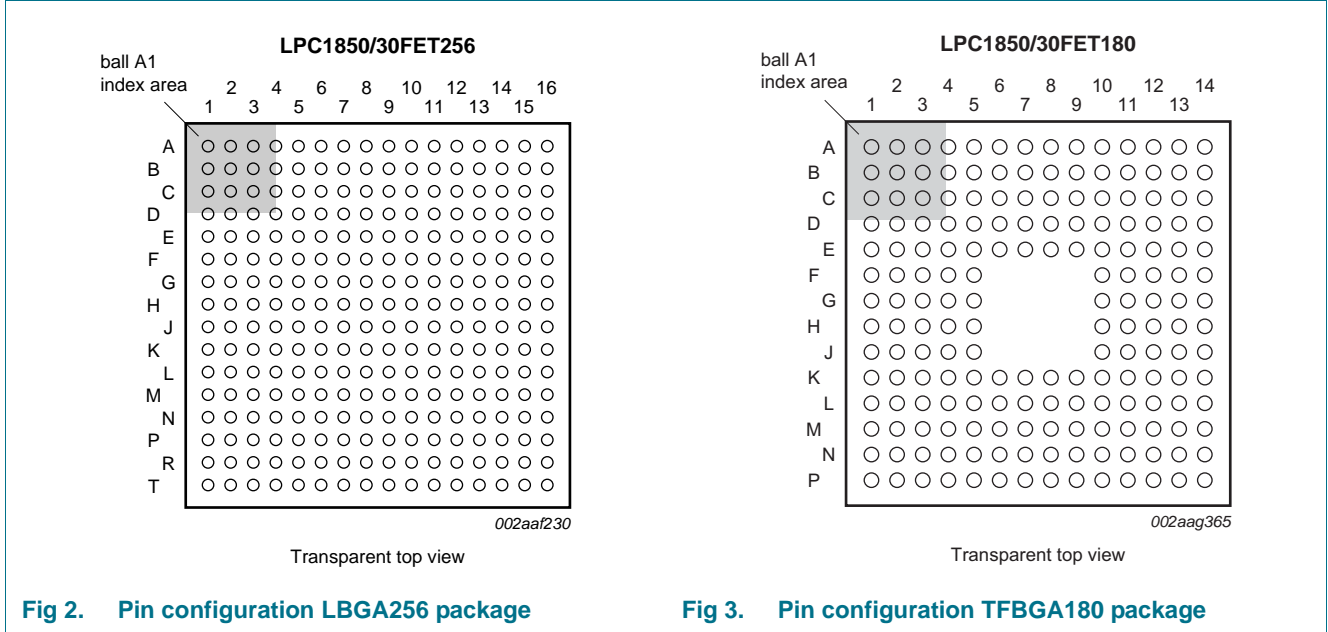 LPC1850/30FET256
ball A1
index area
2 4 6 8 10 12 14 16
1 3 5 7 9 11 13 15
A
B
C
D
E
F
G
H
J
K
L
M
N
P
R
T
002aaf230
Transparent top view
Fig 2. Pin configuration LBGA256 package
LPC1850/30FET180
ball A1
index area
2 4 6 8 10 12 14
1 3 5 7 9 11 13
A
B
C
D
E
F
G
H
J
K
L
M
N
P
002aag365
Transparent top view
Fig 3. Pin configuration TFBGA180 package